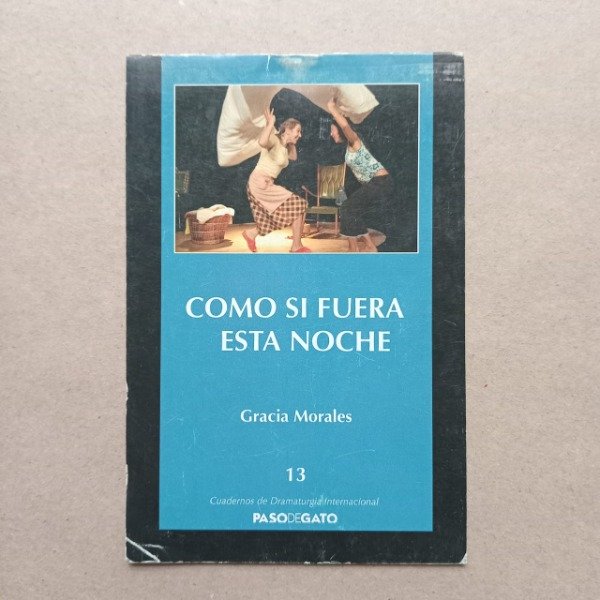 COMO SI FUERA
ESTA NOCHE
Gracia Morales
13
Cuadernos de Dramaturgia Internacional
PASODEGATO